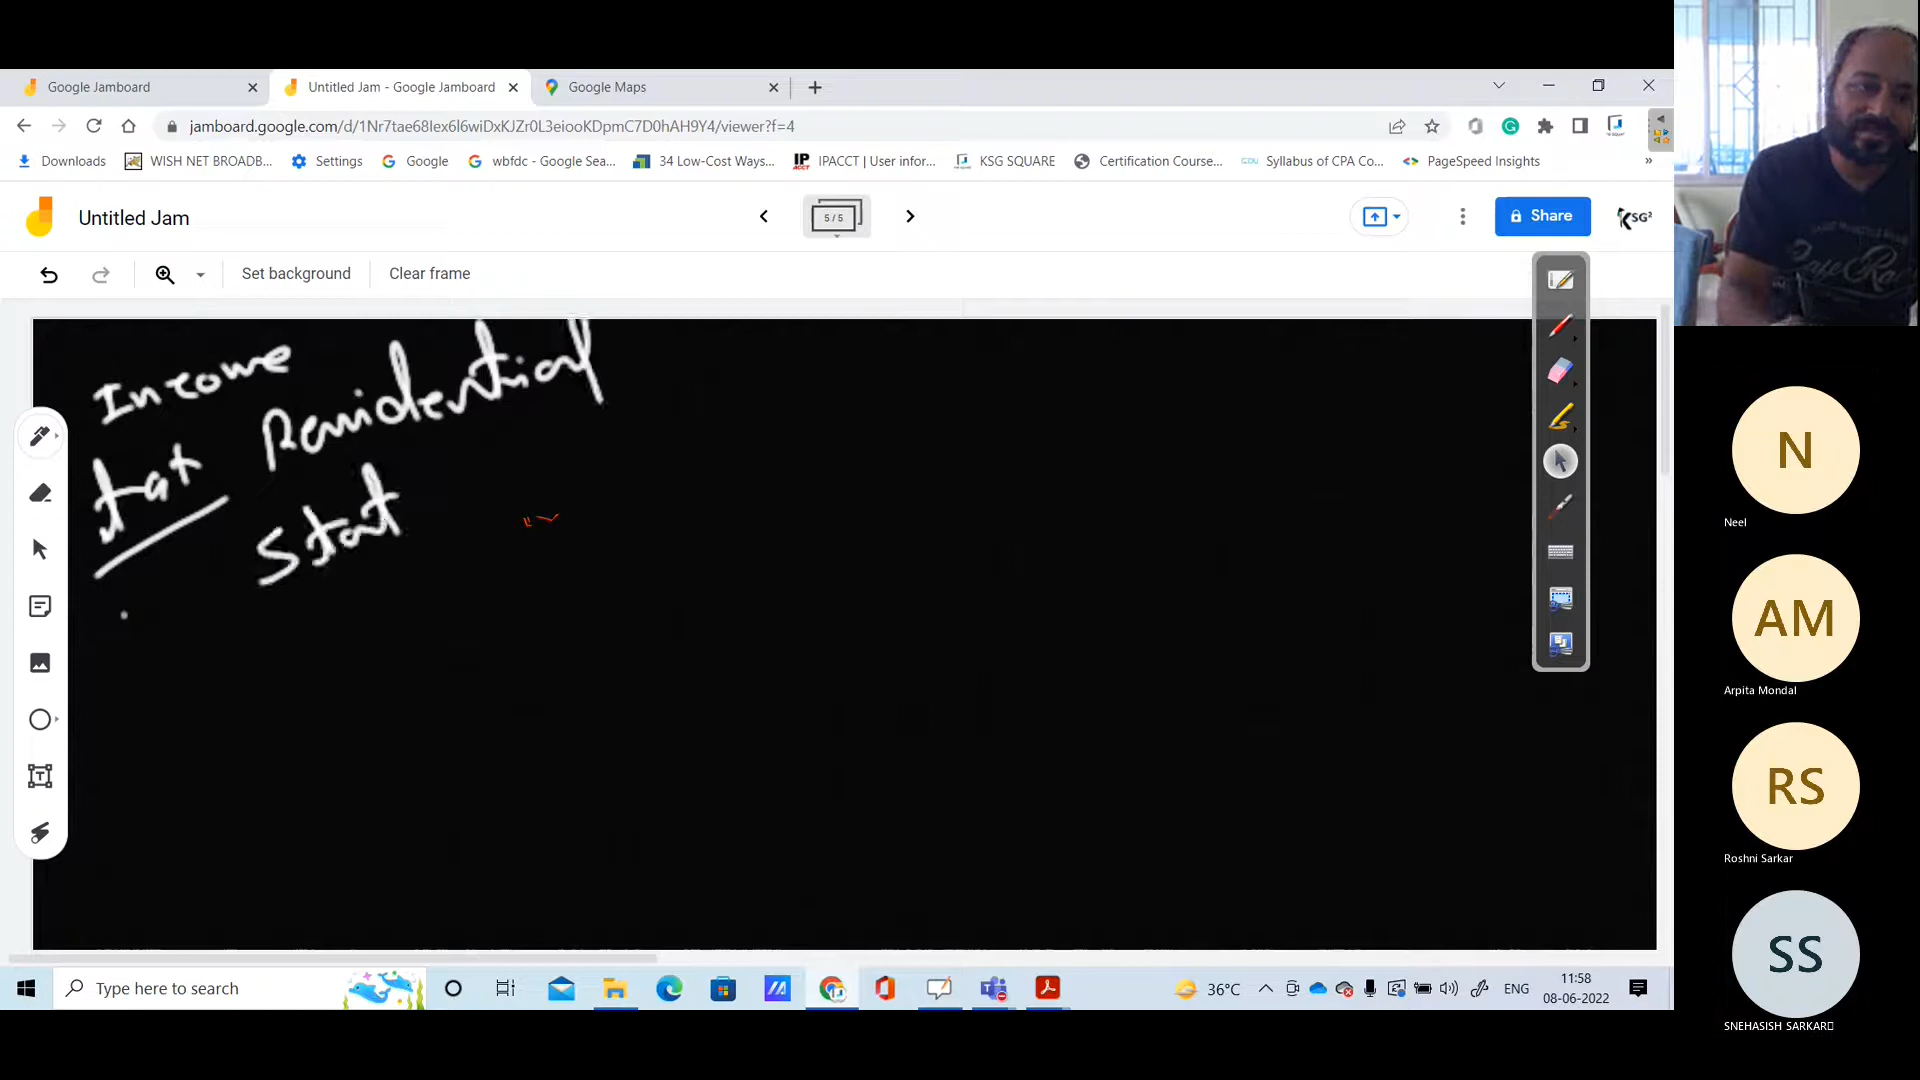 Google Jamboard
Untitled Jam - Google Jamboard
Google Maps
jamboard.google.com/d/1Nr7tae68Iex6l6wiDxKJZr0L3eiooKDpmC7D0hAH9Y4/viewer?f=4
Downloads
WISH NET BROADB...
Settings
Google
wbfdc - Google Sea...
34 Low-Cost Ways...
IPACCT | User infor...
KSG SQUARE
Certification Course...
Syllabus of CPA Co...
PageSpeed Insights
»
Untitled Jam
5 / 5
Share
KSG²
Set background
Clear frame
Income
tax Residential
Stat
N
Neel
AM
Arpita Mondal
RS
Roshni Sarkar
SS
SNEHASISH SARKAR
Type here to search
36°C
ENG
11:58
08-06-2022